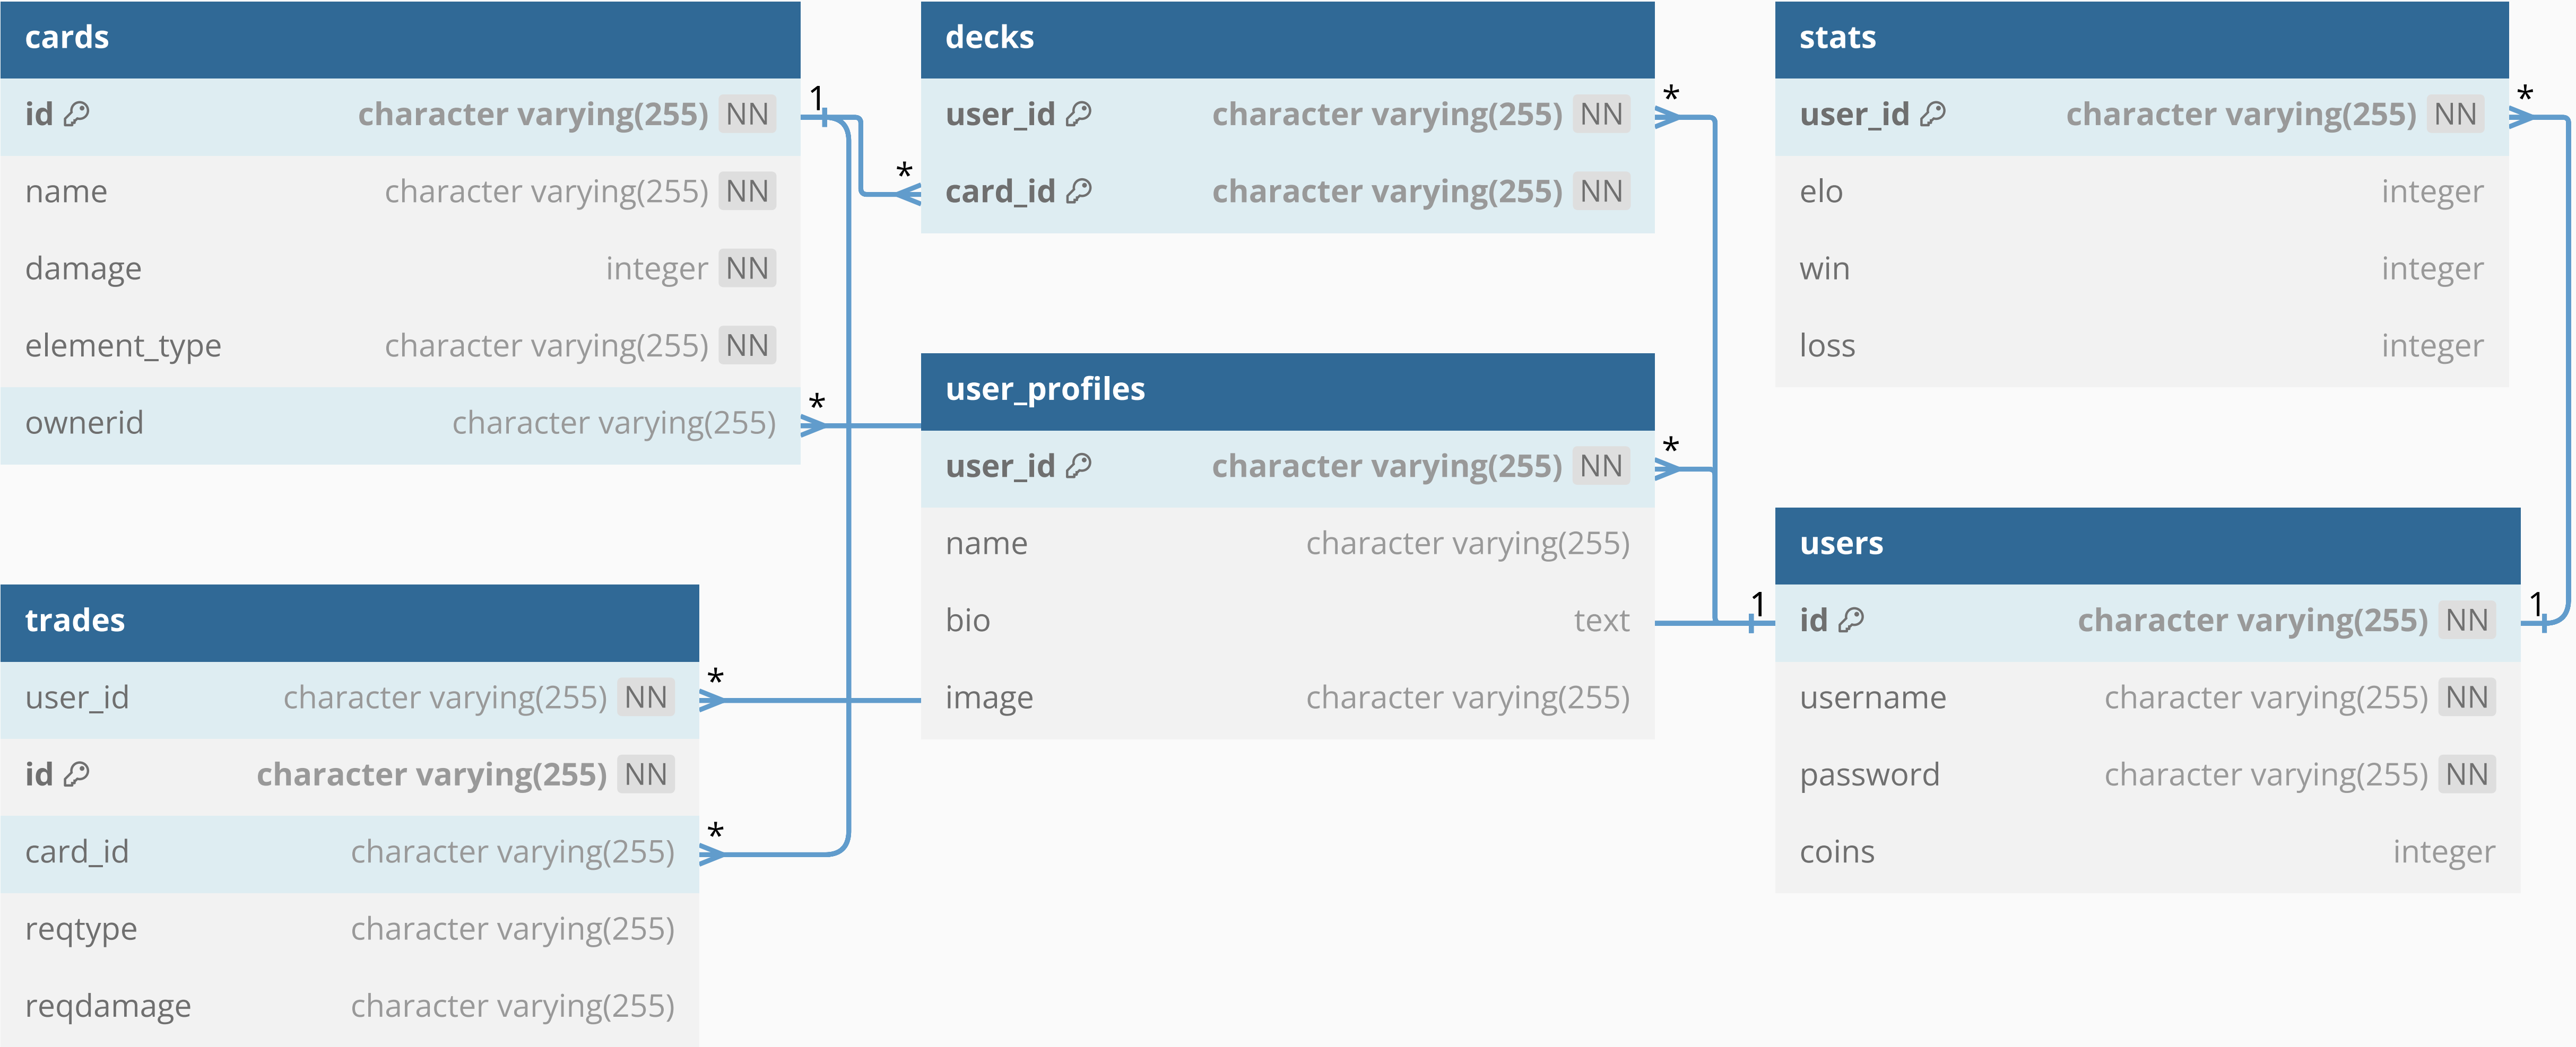 cards
id character varying(255) NN
name character varying(255) NN
damage integer NN
element_type character varying(255) NN
ownerid character varying(255)
1
*
*
decks
user_id character varying(255) NN
card_id character varying(255) NN
*
stats
user_id character varying(255) NN
elo integer
win integer
loss integer
*
user_profiles
user_id character varying(255) NN
name character varying(255)
bio text
image character varying(255)
*
1
users
id character varying(255) NN
username character varying(255) NN
password character varying(255) NN
coins integer
1
trades
user_id character varying(255) NN
id character varying(255) NN
card_id character varying(255)
reqtype character varying(255)
reqdamage character varying(255)
*
*